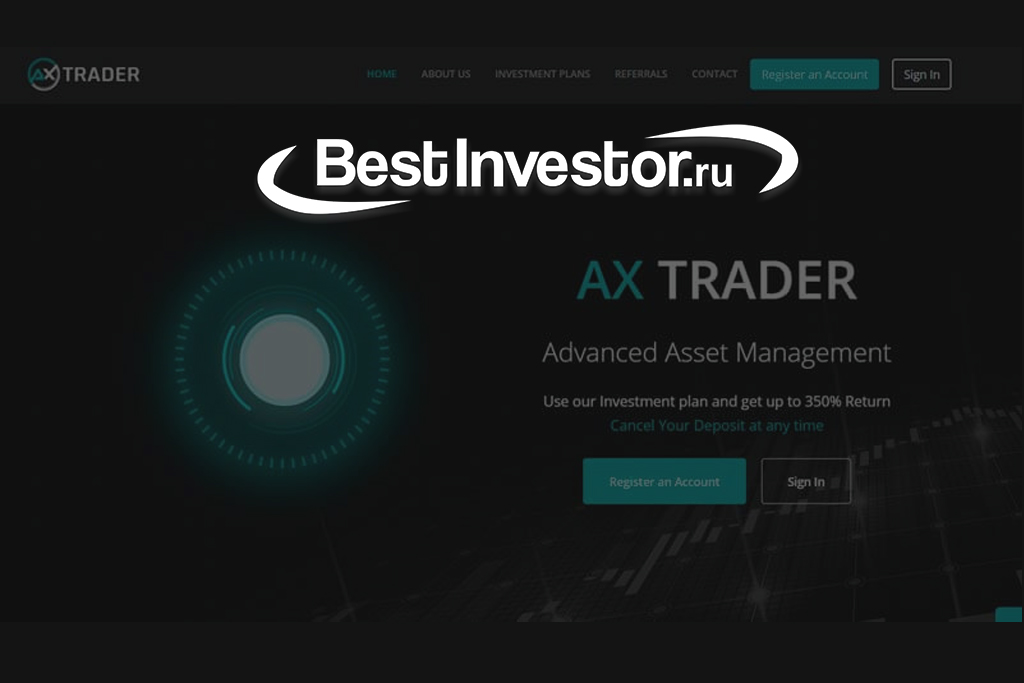 AX TRADER
HOME ABOUT US INVESTMENT PLANS REFERRALS CONTACT Register an Account Sign In
BestInvestor.ru
AX TRADER
Advanced Asset Management
Use our Investment plan and get up to 350% Return
Cancel Your Deposit at any time
Register an Account Sign In